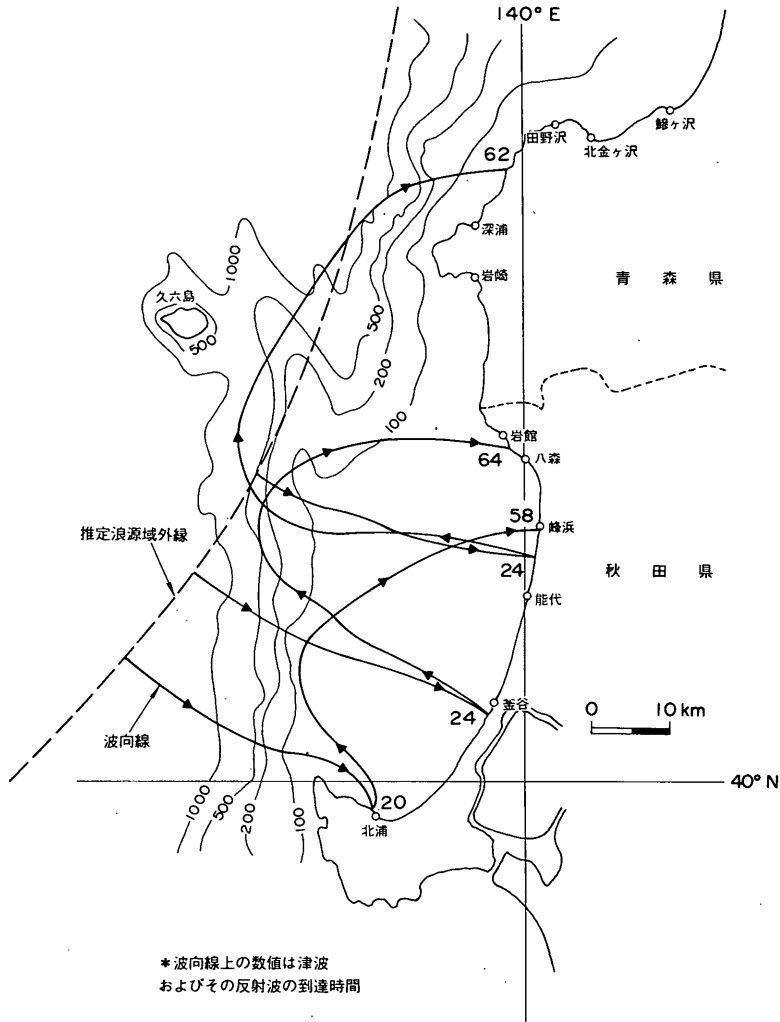 140°E
鰺ヶ沢
田野沢
北金ヶ沢
62
深浦
岩崎
青森県
1000
久六島
500
500
200
100
岩館
64
八森
58
峰浜
推定浪源域外縁
24
秋田県
能代
釜谷
24
0 10 km
波向線
40°N
20
北浦
1000
500
200
100
*波向線上の数値は津波
およびその反射波の到達時間